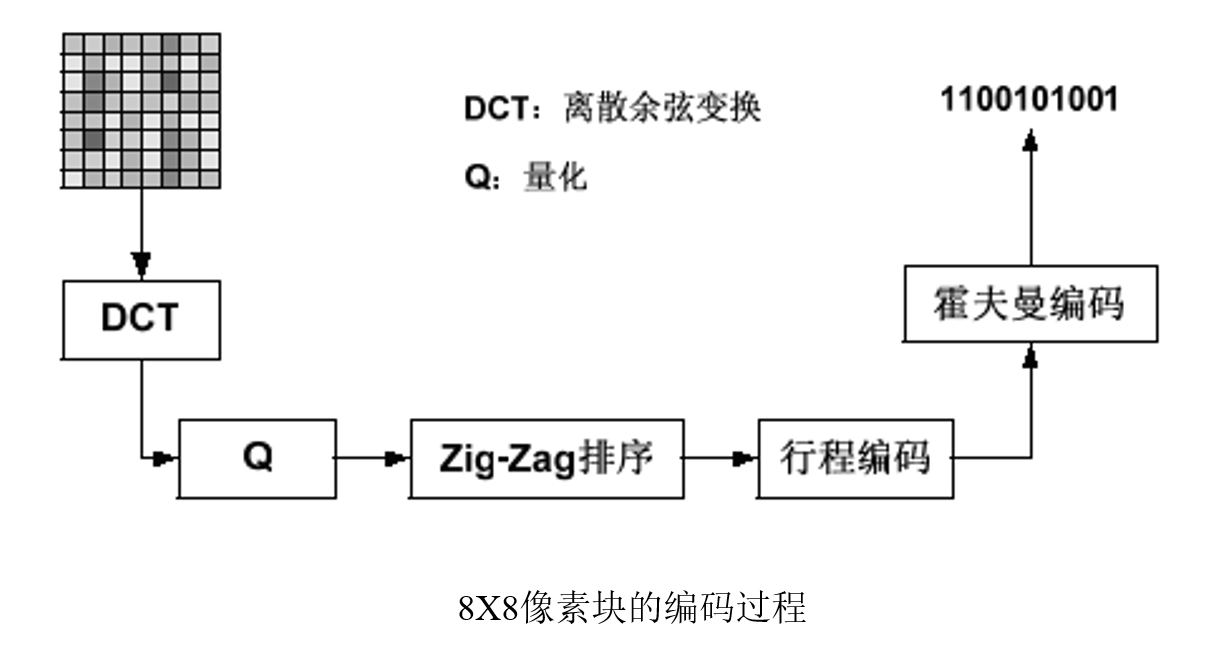 DCT：离散余弦变换
Q：量化
1100101001
DCT
Q
Zig-Zag排序
行程编码
霍夫曼编码
8X8像素块的编码过程